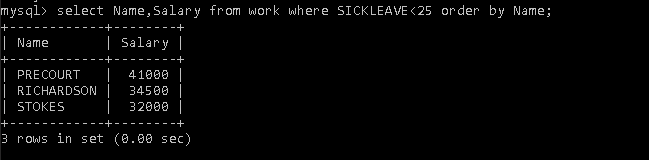 mysql> select Name,Salary from work where SICKLEAVE<25 order by Name;
+------------+--------+
| Name       | Salary |
+------------+--------+
| PRECOURT   |  41000 |
| RICHARDSON |  34500 |
| STOKES     |  32000 |
+------------+--------+
3 rows in set (0.00 sec)